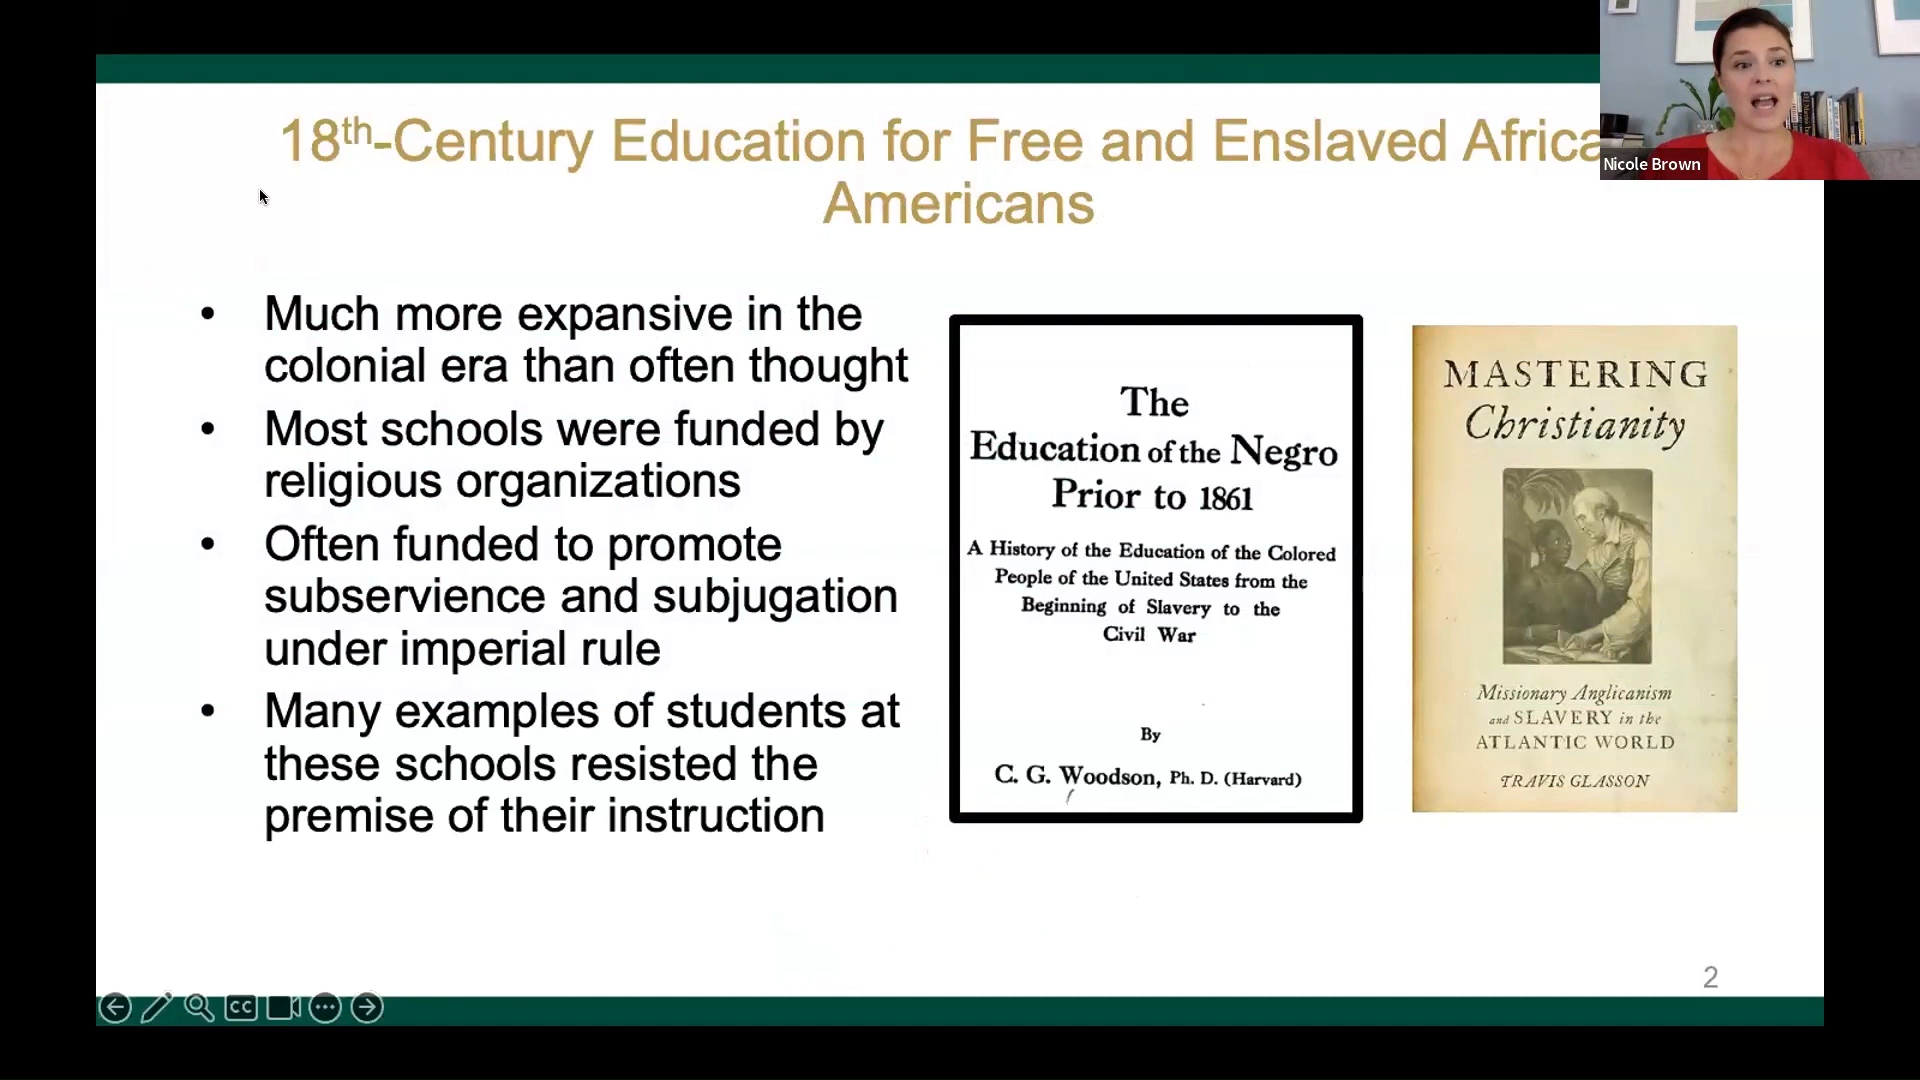 18th-Century Education for Free and Enslaved Africa
Americans
Nicole Brown
• Much more expansive in the
colonial era than often thought
• Most schools were funded by
religious organizations
• Often funded to promote
subservience and subjugation
under imperial rule
• Many examples of students at
these schools resisted the
premise of their instruction
The
Education of the Negro
Prior to 1861
A History of the Education of the Colored
People of the United States from the
Beginning of Slavery to the
Civil War
By
C. G. Woodson, Ph. D. (Harvard)
MASTERING
Christianity
Missionary Anglicanism
and SLAVERY in the
ATLANTIC WORLD
TRAVIS GLASSON
2
CC